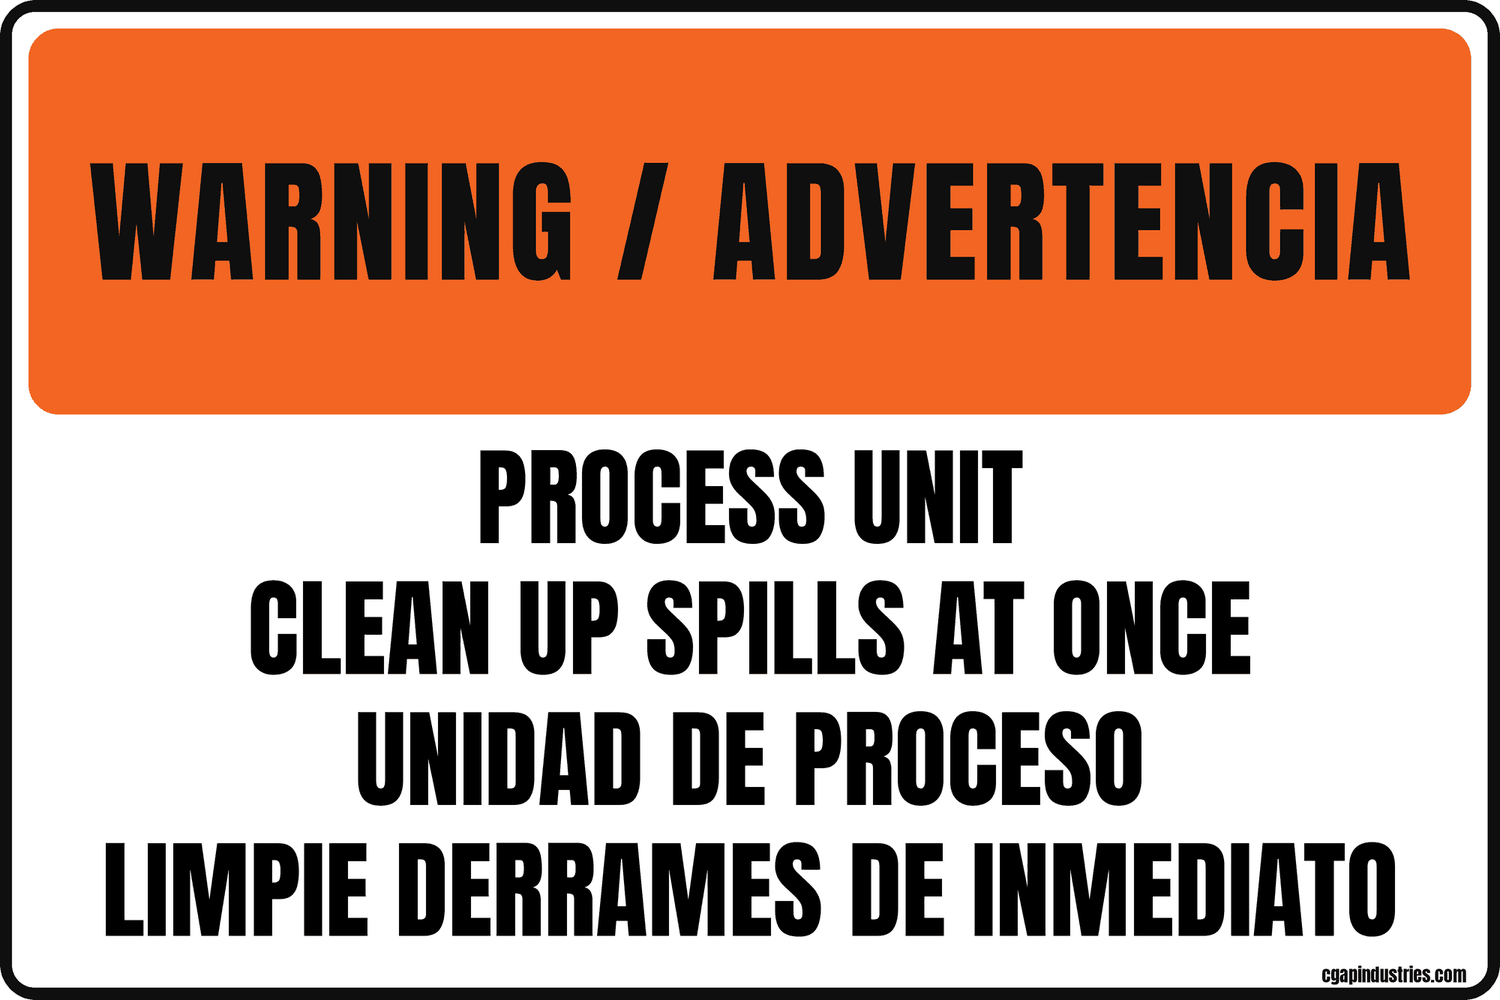 WARNING / ADVERTENCIA
PROCESS UNIT
CLEAN UP SPILLS AT ONCE
UNIDAD DE PROCESO
LIMPIE DERRAMES DE INMEDIATO
cgapindustries.com